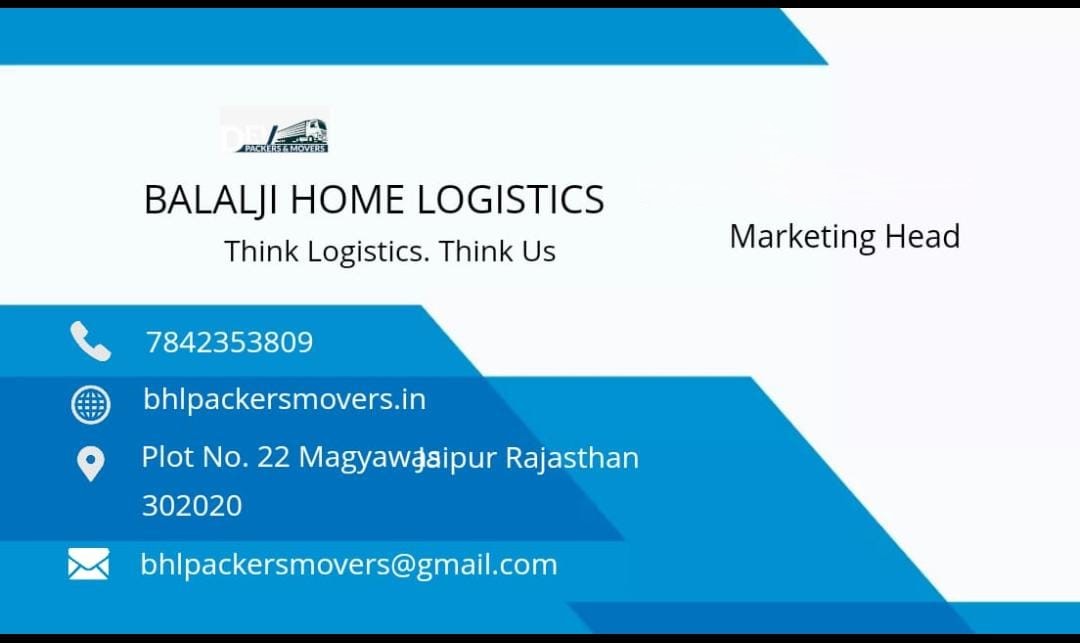 DEV
PACKERS & MOVERS
BALALJI HOME LOGISTICS
Think Logistics. Think Us
Marketing Head
7842353809
bhlpackersmovers.in
Plot No. 22 Magyawas Jaipur Rajasthan
302020
bhlpackersmovers@gmail.com